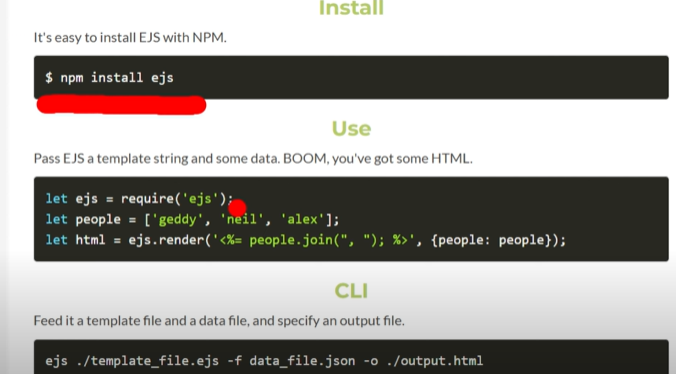 Install
It's easy to install EJS with NPM.
$ npm install ejs
Use
Pass EJS a template string and some data. BOOM, you've got some HTML.
let ejs = require('ejs');
let people = ['geddy', 'neil', 'alex'];
let html = ejs.render('<%= people.join(", "); %>', {people: people});
CLI
Feed it a template file and a data file, and specify an output file.
ejs ./template_file.ejs -f data_file.json -o ./output.html